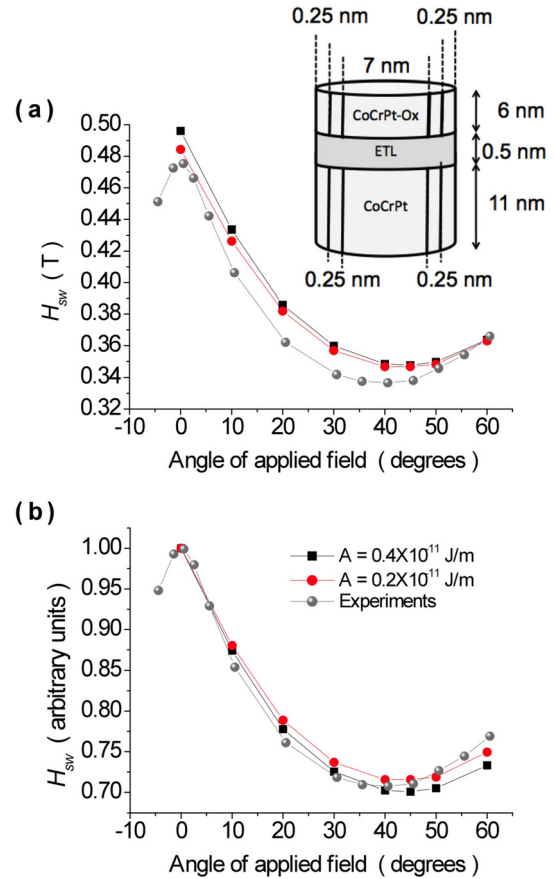 0.25 nm 0.25 nm
7 nm
(a)
CoCrPt-Ox
6 nm
ETL
0.5 nm
CoCrPt
11 nm
0.25 nm 0.25 nm
0.50
0.48
0.46
0.44
0.42
0.40
0.38
0.36
0.34
0.32
H_sw (T)
-10 0 10 20 30 40 50 60
Angle of applied field (degrees)
(b)
1.00
0.95
0.90
0.85
0.80
0.75
0.70
H_sw (arbitrary units)
A = 0.4X10^11 J/m
A = 0.2X10^11 J/m
Experiments
-10 0 10 20 30 40 50 60
Angle of applied field (degrees)